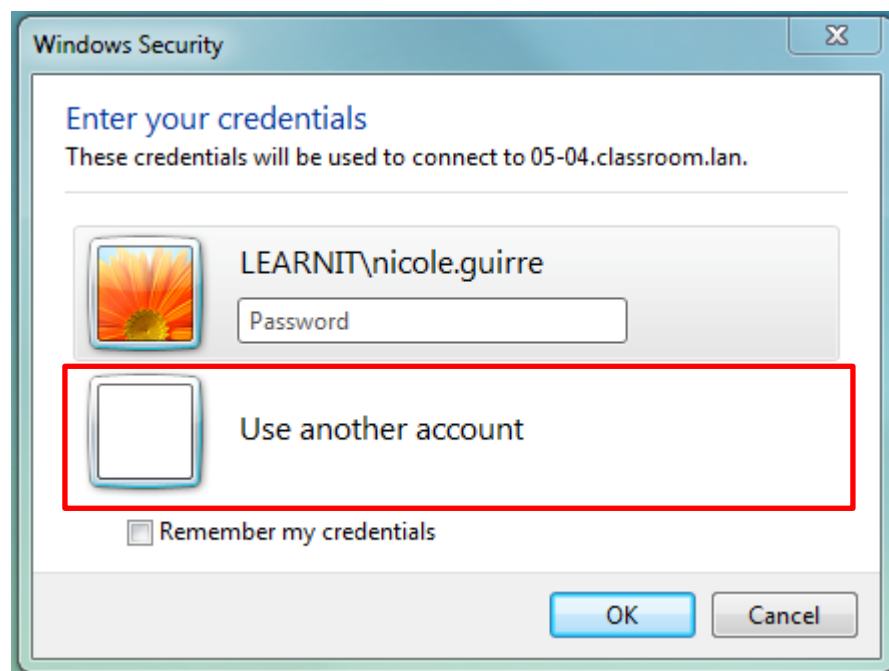 Windows Security
Enter your credentials
These credentials will be used to connect to 05-04.classroom.lan.
LEARNIT\nicole.guirre
Password
Use another account
Remember my credentials
OK Cancel